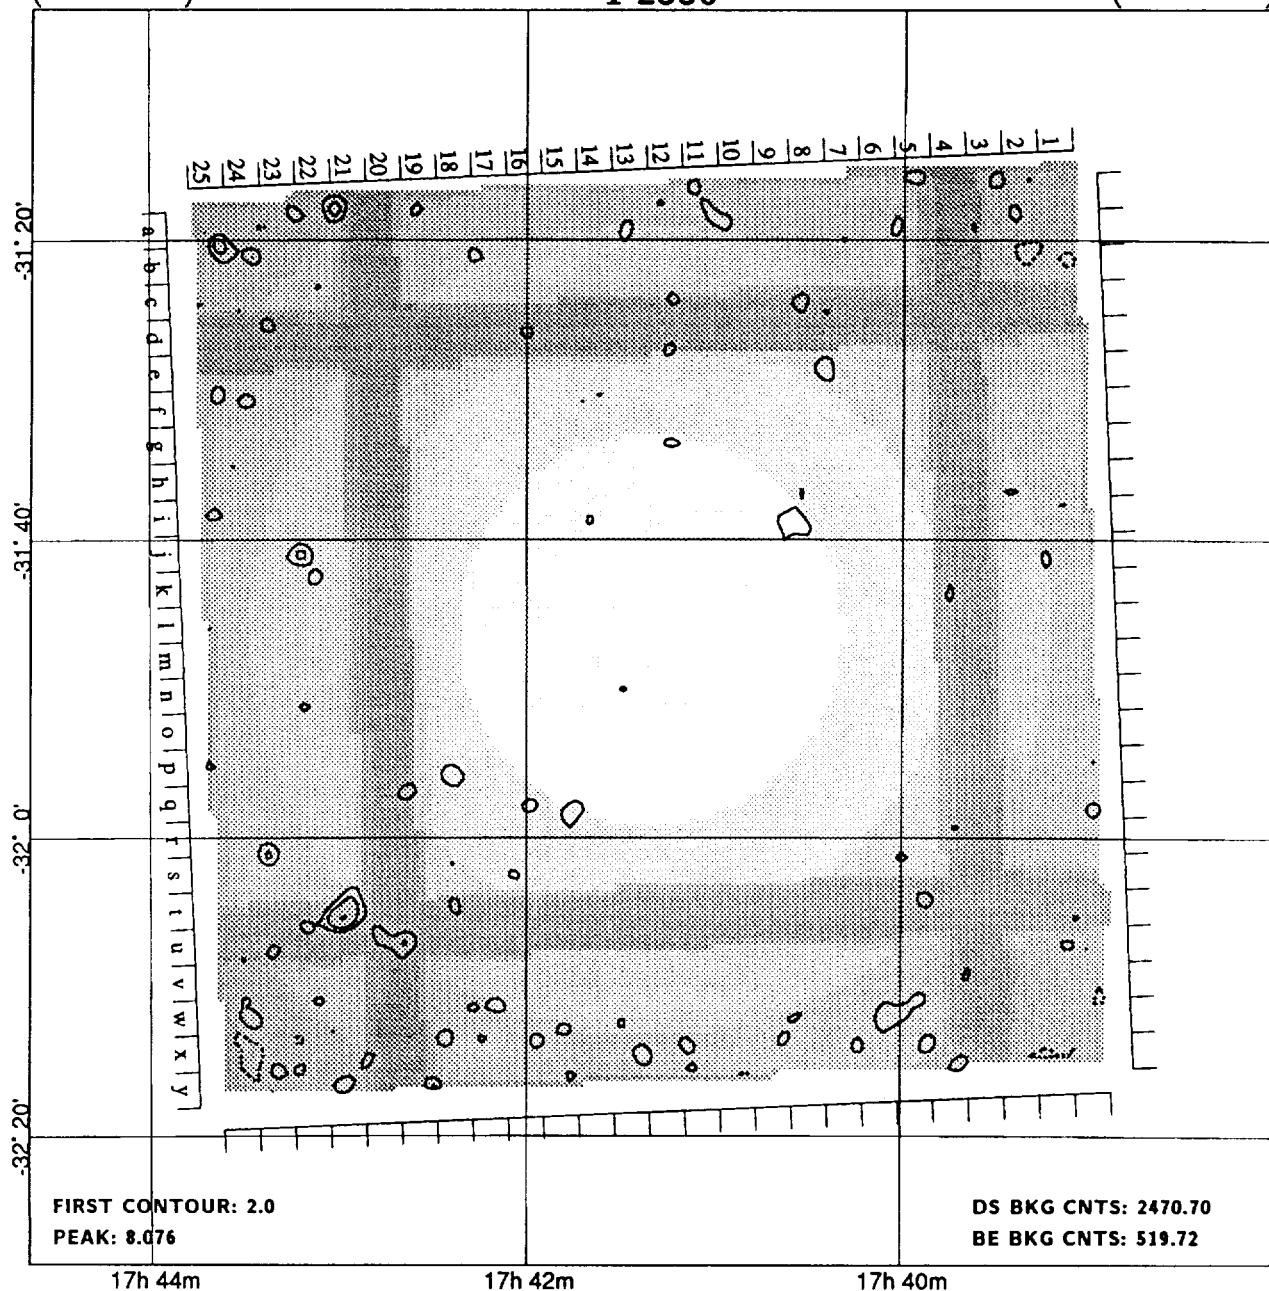 25 24 23 22 21 20 19 18 17 16 15 14 13 12 11 10 9 8 7 6 5 4 3 2 1
-31° 20'
a
b
c
d
e
f
g
h
i
-31° 40'
j
k
l
m
n
o
p
q
-32° 0'
r
s
t
u
v
w
x
y
-32° 20'
FIRST CONTOUR: 2.0
PEAK: 8.076
DS BKG CNTS: 2470.70
BE BKG CNTS: 519.72
17h 44m 17h 42m 17h 40m